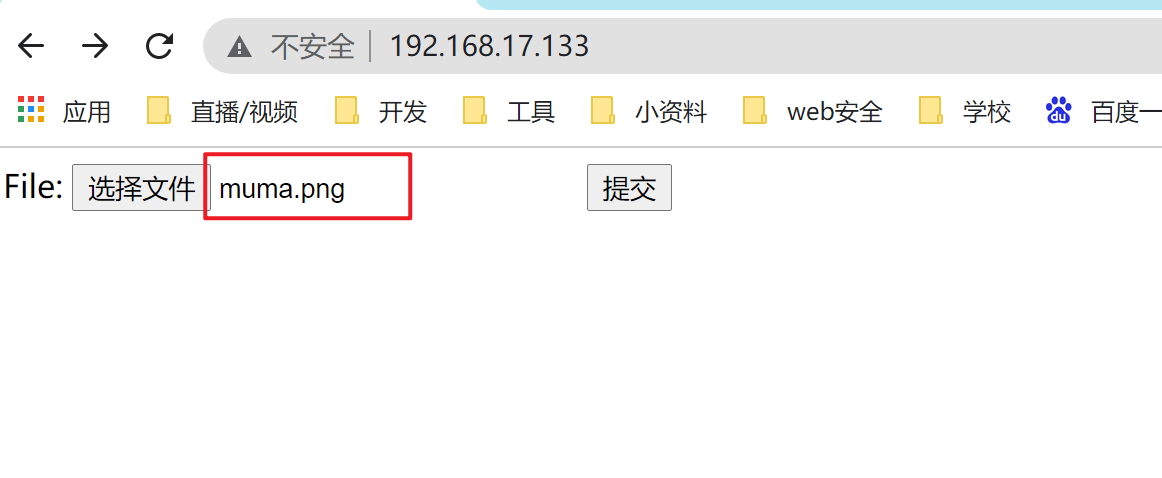 不安全 192.168.17.133
应用 直播/视频 开发 工具 小资料 web安全 学校 百度一
File: 选择文件 muma.png 提交